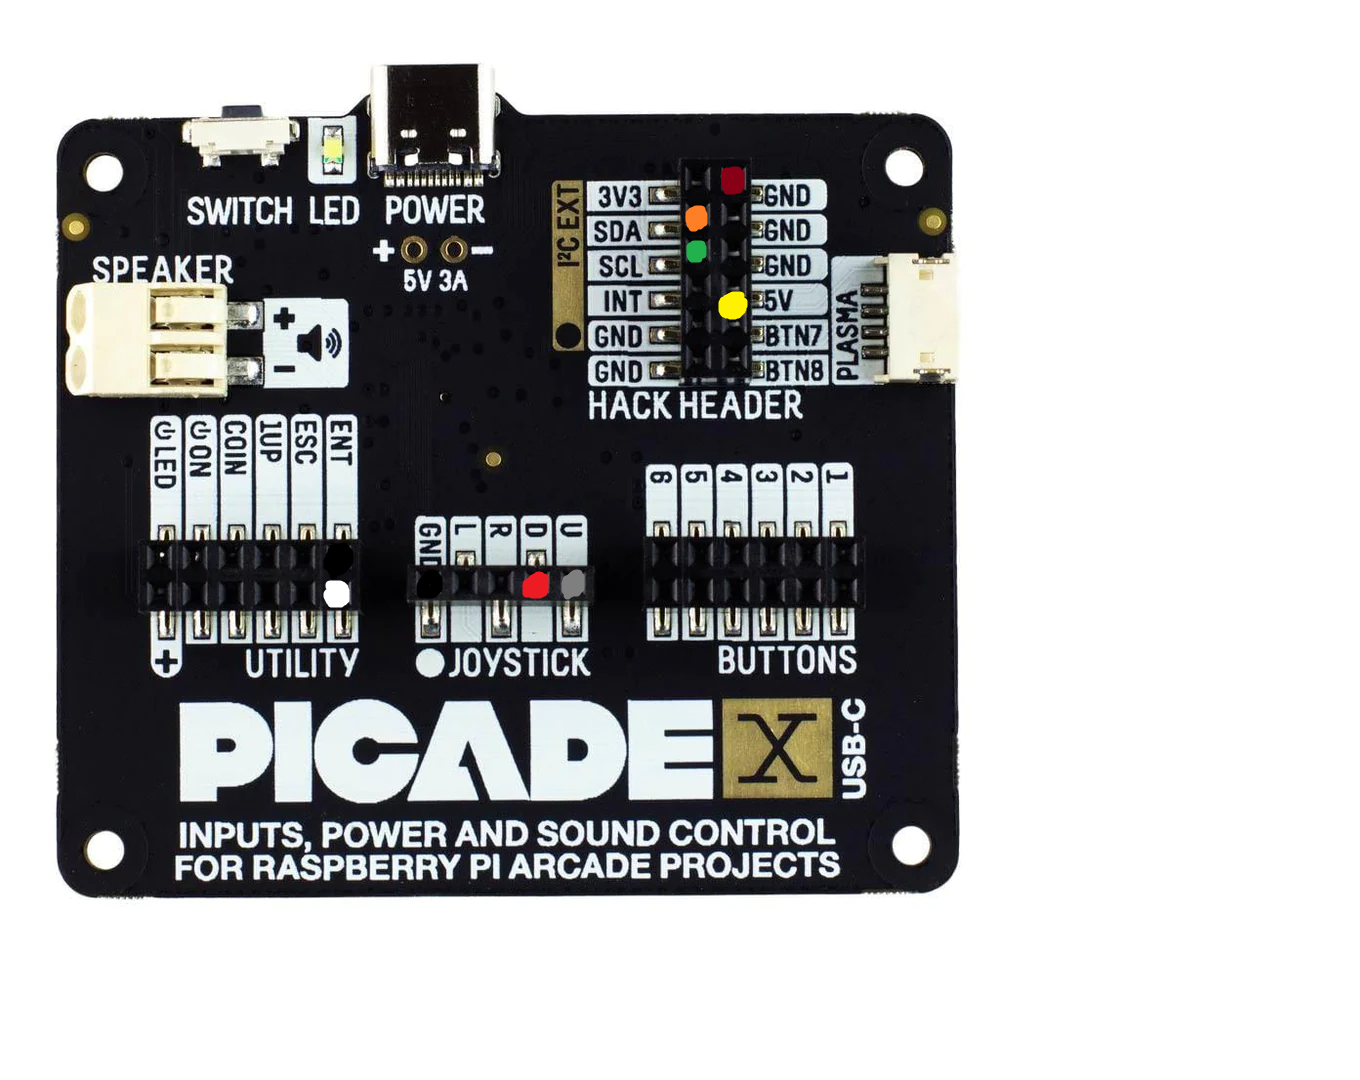 SWITCH LED POWER
+ −
5V 3A
SPEAKER
+
−
I²C EXT
3V3 GND
SDA GND
SCL GND
INT 5V
GND BTN7
GND BTN8
HACK HEADER
PLASMA
⏻LED
⏻ON
COIN
1UP
ESC
ENT
+
UTILITY
GND
L
R
D
U
JOYSTICK
6
5
4
3
2
1
BUTTONS
PICADE X
USB-C
INPUTS, POWER AND SOUND CONTROL
FOR RASPBERRY PI ARCADE PROJECTS